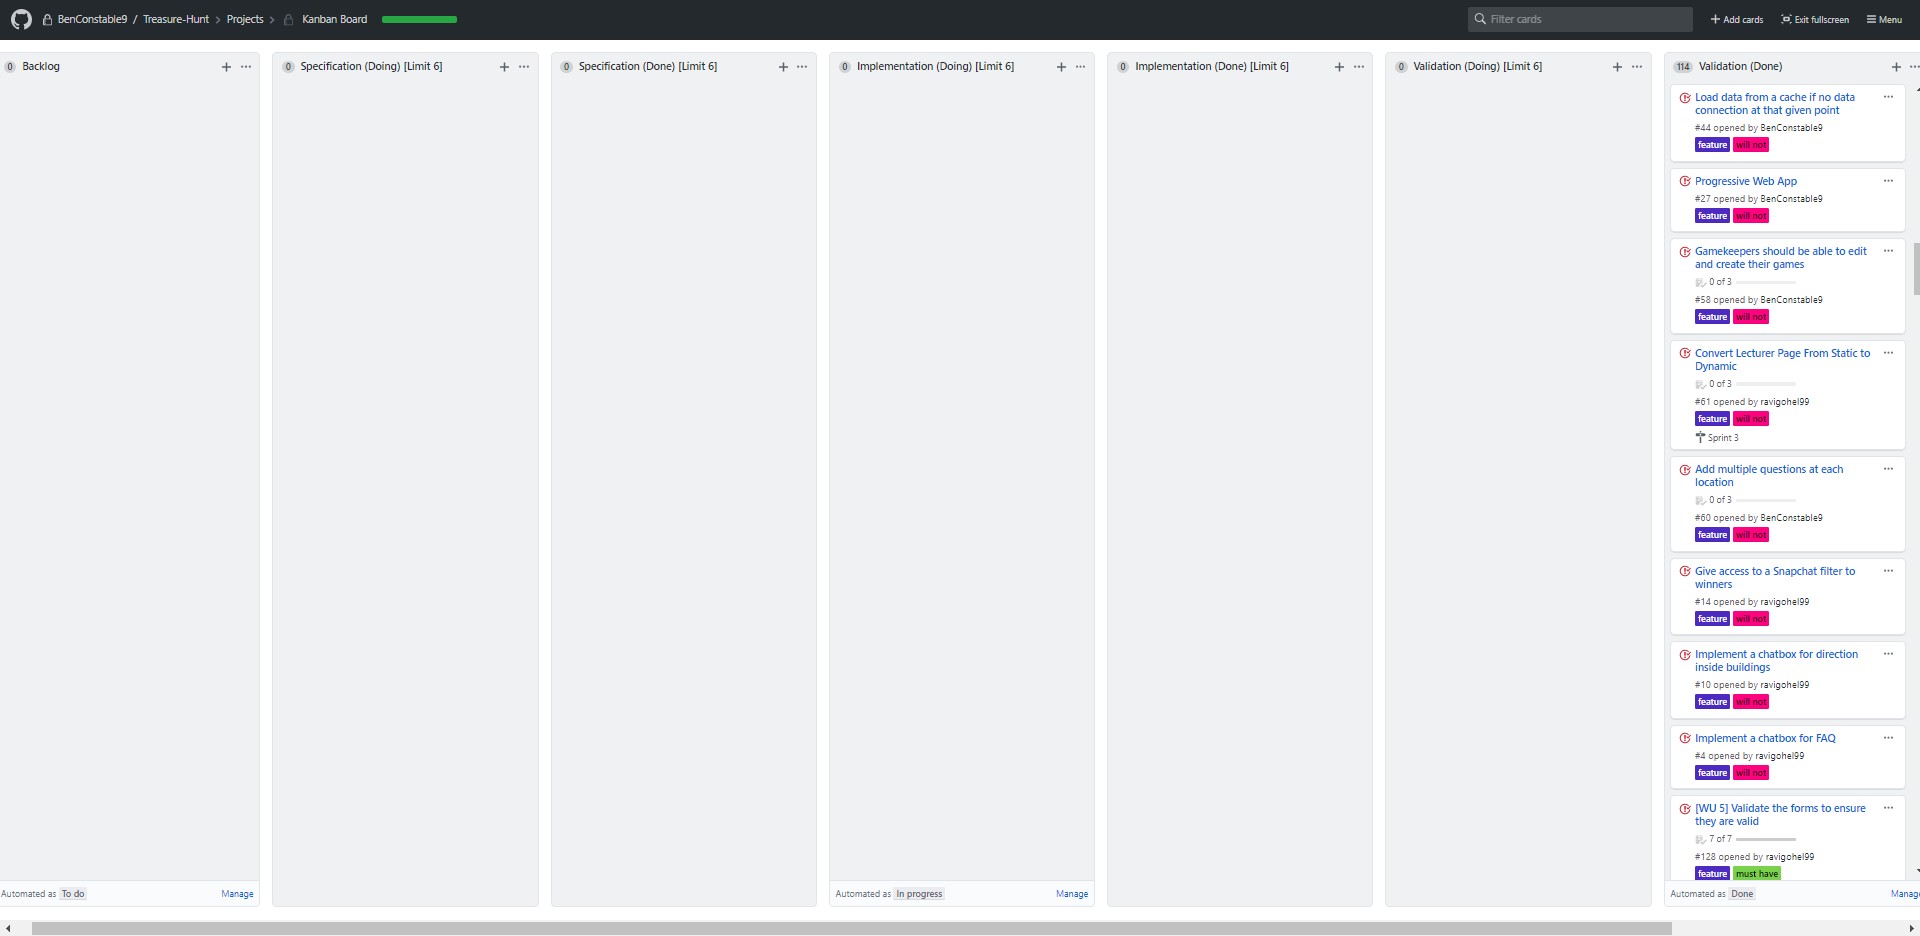 BenConstable9 / Treasure-Hunt Projects Kanban Board Filter cards Add cards Exit fullscreen Menu
0 Backlog
Automated as To do Manage
0 Specification (Doing) [Limit 6]
0 Specification (Done) [Limit 6]
0 Implementation (Doing) [Limit 6]
Automated as In progress Manage
0 Implementation (Done) [Limit 6]
0 Validation (Doing) [Limit 6]
114 Validation (Done)
Load data from a cache if no data
connection at that given point
#44 opened by BenConstable9
feature will not
Progressive Web App
#27 opened by BenConstable9
feature will not
Gamekeepers should be able to edit
and create their games
0 of 3
#58 opened by BenConstable9
feature will not
Convert Lecturer Page From Static to
Dynamic
0 of 3
#61 opened by ravigohel99
feature will not
Sprint 3
Add multiple questions at each
location
0 of 3
#60 opened by BenConstable9
feature will not
Give access to a Snapchat filter to
winners
#14 opened by ravigohel99
feature will not
Implement a chatbox for direction
inside buildings
#10 opened by ravigohel99
feature will not
Implement a chatbox for FAQ
#4 opened by ravigohel99
feature will not
[WU 5] Validate the forms to ensure
they are valid
7 of 7
#128 opened by ravigohel99
feature must have
Automated as Done Manage